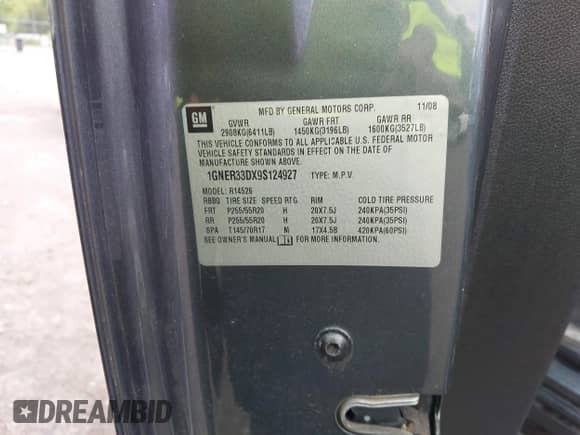 MFD BY GENERAL MOTORS CORP. 11/08
GM
GVWR GAWR FRT GAWR RR
2908KG(6411LB) 1450KG(3196LB) 1600KG(3527LB)
THIS VEHICLE CONFORMS TO ALL APPLICABLE U.S. FEDERAL MOTOR
VEHICLE SAFETY STANDARDS IN EFFECT ON THE DATE OF
MANUFACTURE SHOWN ABOVE.
1GNER33DX9S124927 TYPE: M.P.V.
MODEL: R14526
RBBQ TIRE SIZE SPEED RTG RIM COLD TIRE PRESSURE
FRT P255/55R20 H 20X7.5J 240KPA(35PSI)
RR P255/55R20 H 20X7.5J 240KPA(35PSI)
SPA T145/70R17 M 17X4.5B 420KPA(60PSI)
SEE OWNER'S MANUAL FOR MORE INFORMATION.
DREAMBID